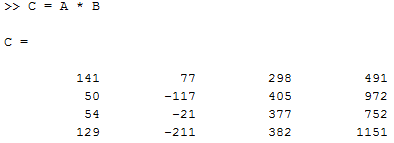 >> C = A * B
C =
141 77 298 491
50 -117 405 972
54 -21 377 752
129 -211 382 1151